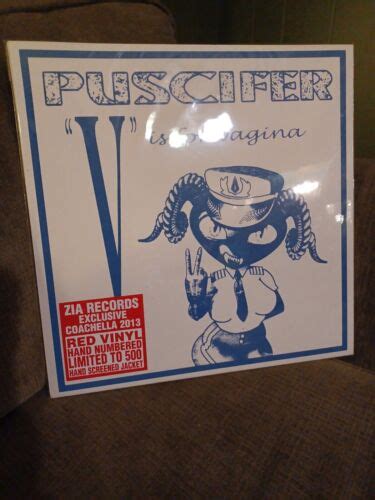 PUSCIFER
"V" is for Vagina
ZIA RECORDS
EXCLUSIVE
COACHELLA 2013
RED VINYL
HAND NUMBERED
LIMITED TO 500
HAND SCREENED JACKET